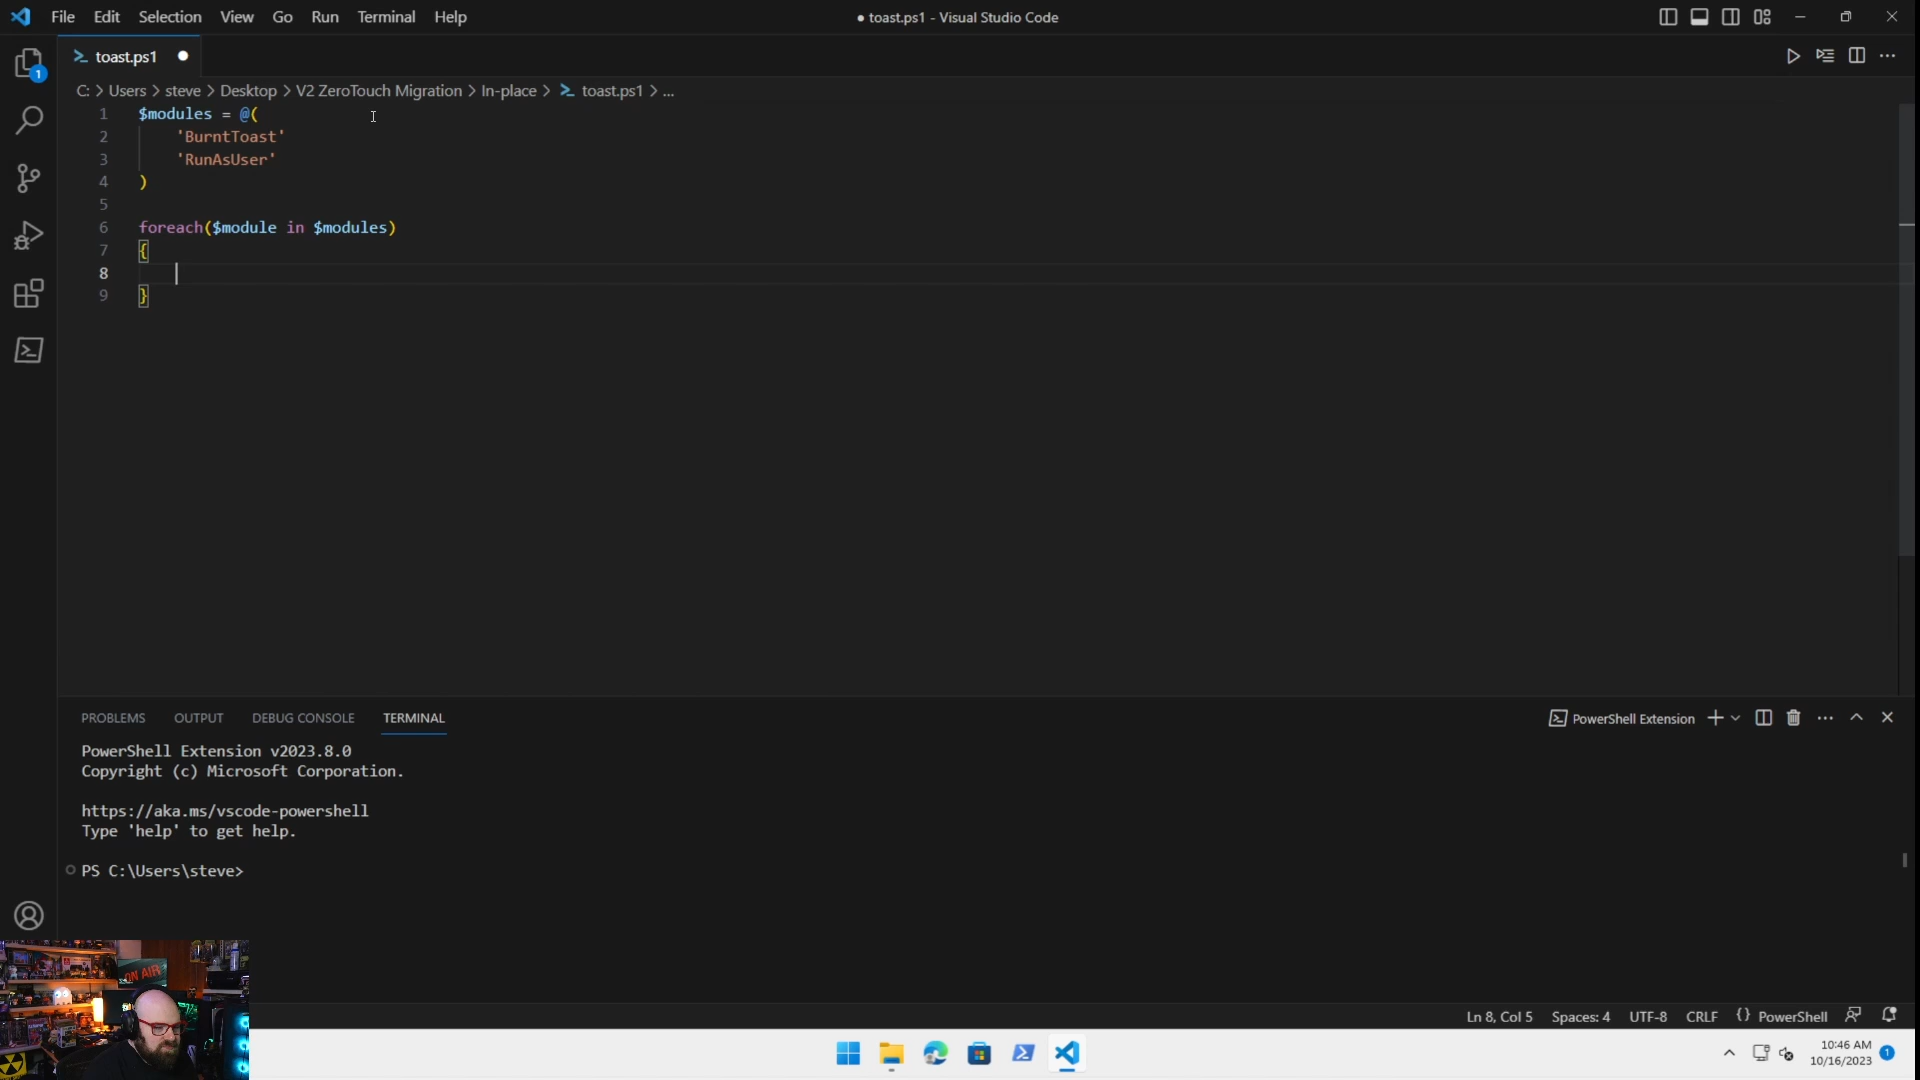 File Edit Selection View Go Run Terminal Help
● toast.ps1 - Visual Studio Code
1
toast.ps1
C: > Users > steve > Desktop > V2 ZeroTouch Migration > In-place > toast.ps1 > ...
1 $modules = @(
2 'BurntToast'
3 'RunAsUser'
4 )
5
6 foreach($module in $modules)
7 {
8
9 }
PROBLEMS OUTPUT DEBUG CONSOLE TERMINAL
PowerShell Extension
PowerShell Extension v2023.8.0
Copyright (c) Microsoft Corporation.
https://aka.ms/vscode-powershell
Type 'help' to get help.
PS C:\Users\steve>
ON AIR
Ln 8, Col 5 Spaces: 4 UTF-8 CRLF {} PowerShell
10:46 AM
10/16/2023
1